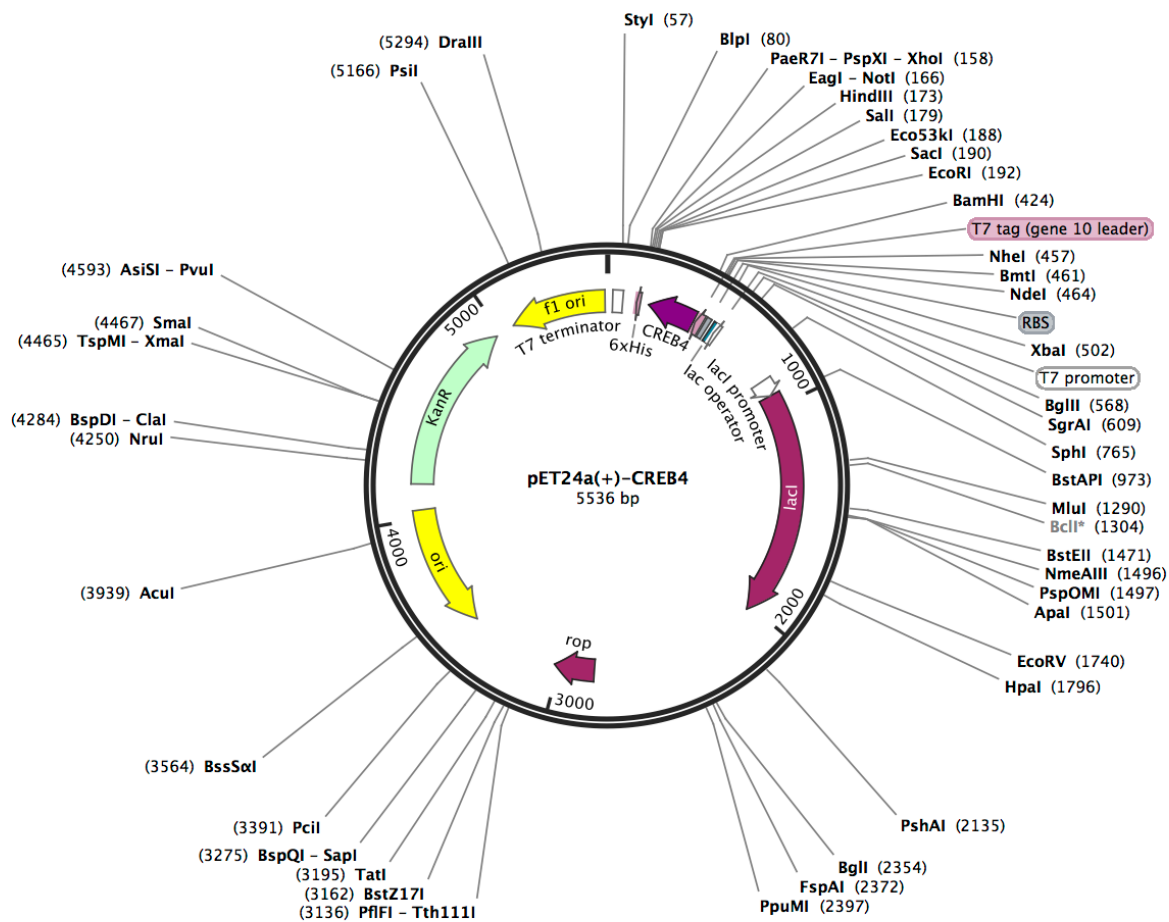 StyI (57)
BlpI (80)
PaeR7I – PspXI – XhoI (158)
EagI – NotI (166)
HindIII (173)
SalI (179)
Eco53kI (188)
SacI (190)
EcoRI (192)
BamHI (424)
T7 tag (gene 10 leader)
NheI (457)
BmtI (461)
NdeI (464)
RBS
XbaI (502)
T7 promoter
BglII (568)
SgrAI (609)
SphI (765)
BstAPI (973)
MluI (1290)
BclI* (1304)
BstEII (1471)
NmeAIII (1496)
PspOMI (1497)
ApaI (1501)
EcoRV (1740)
HpaI (1796)
PshAI (2135)
BglI (2354)
FspAI (2372)
PpuMI (2397)
(3136) PflFI – Tth111I
(3162) BstZ17I
(3195) TatI
(3275) BspQI – SapI
(3391) PciI
(3564) BssSαI
(3939) AcuI
(4250) NruI
(4284) BspDI – ClaI
(4465) TspMI – XmaI
(4467) SmaI
(4593) AsiSI – PvuI
(5166) PsiI
(5294) DraIII
f1 ori
T7 terminator
6xHis
CREB4
lac operator
lacI promoter
lacI
rop
ori
KanR
1000
2000
3000
4000
5000
pET24a(+)-CREB4
5536 bp